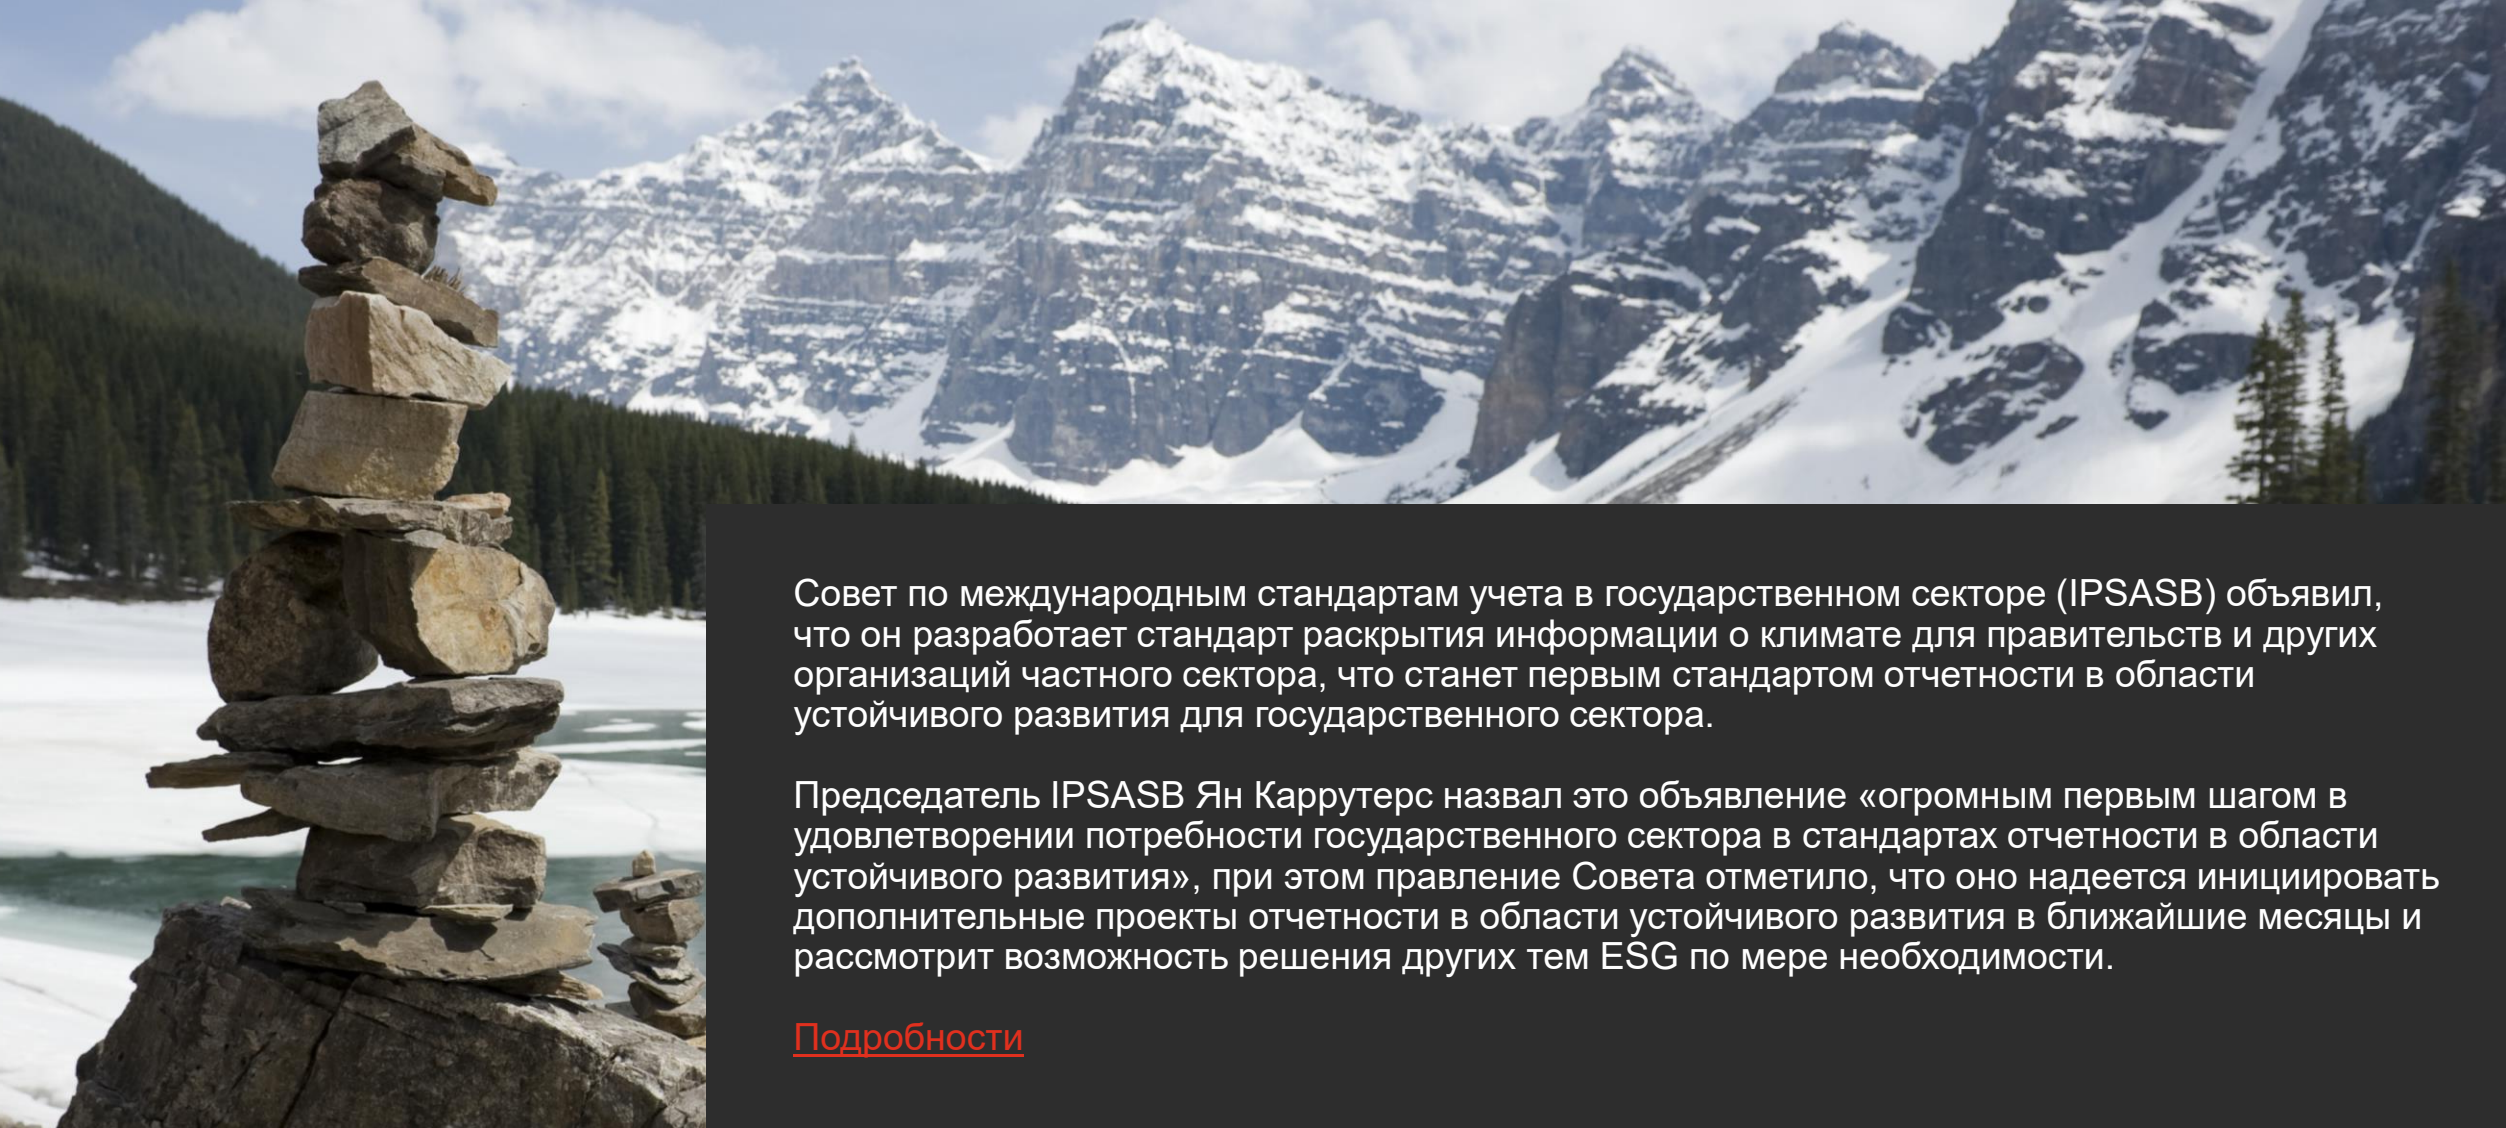 Совет по международным стандартам учета в государственном секторе (IPSASB) объявил,
что он разработает стандарт раскрытия информации о климате для правительств и других
организаций частного сектора, что станет первым стандартом отчетности в области
устойчивого развития для государственного сектора.
Председатель IPSASB Ян Каррутерс назвал это объявление «огромным первым шагом в
удовлетворении потребности государственного сектора в стандартах отчетности в области
устойчивого развития», при этом правление Совета отметило, что оно надеется инициировать
дополнительные проекты отчетности в области устойчивого развития в ближайшие месяцы и
рассмотрит возможность решения других тем ESG по мере необходимости.
Подробности